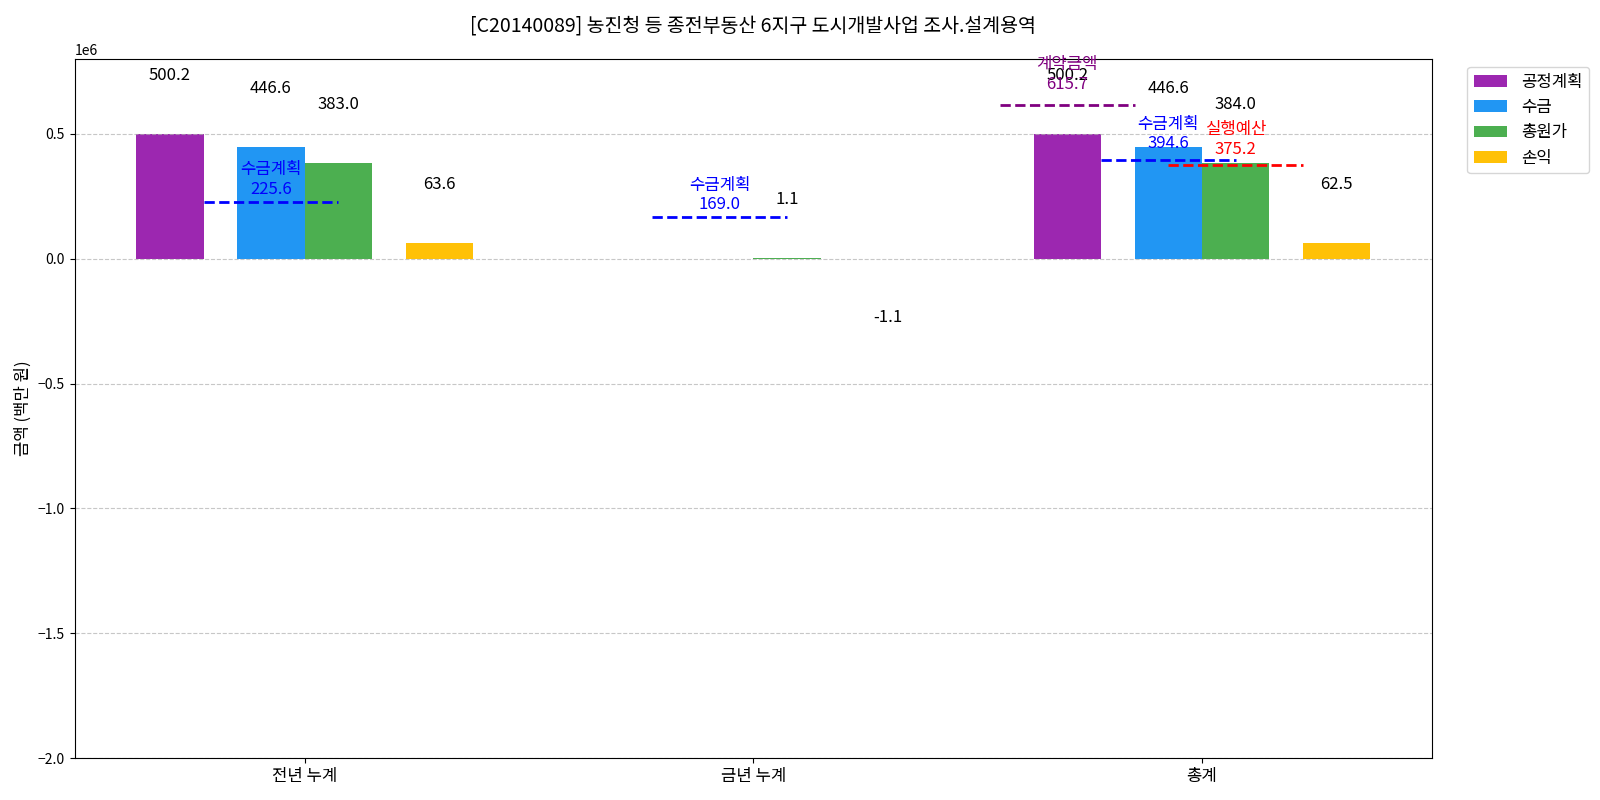 [C20140089] 농진청 등 종전부동산 6지구 도시개발사업 조사.설계용역
1e6
금액 (백만 원)
0.5
0.0
−0.5
−1.0
−1.5
−2.0
500.2
446.6
383.0
수금계획
225.6
63.6
수금계획
169.0
1.1
-1.1
계약금액
615.7
500.2
446.6
384.0
수금계획
394.6
실행예산
375.2
62.5
전년 누계
금년 누계
총계
공정계획
수금
총원가
손익